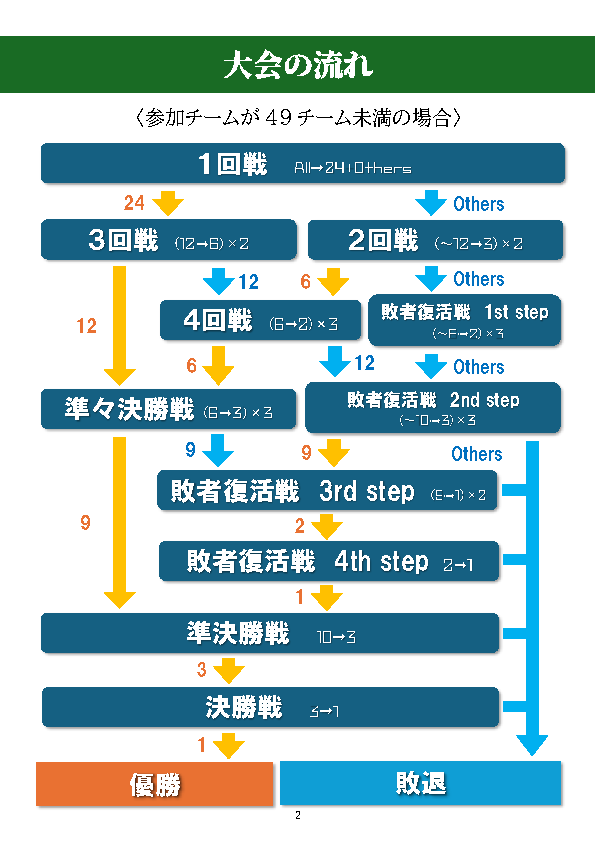 大会の流れ
〈参加チームが 49 チーム未満の場合〉
1回戦 All→24+Others
24 Others
3回戦 (12→6)×2 2回戦 (～12→3)×2
12 6 Others
4回戦 (6→2)×3 敗者復活戦 1st step
(～6→2)×3
12
6 12 Others
準々決勝戦 (6→3)×3 敗者復活戦 2nd step
(～10→3)×3
9 9 Others
敗者復活戦 3rd step ×2
9 2
敗者復活戦 4th step 2→1
1
準決勝戦 10→3
3
決勝戦 3→1
1
優勝 敗退
2